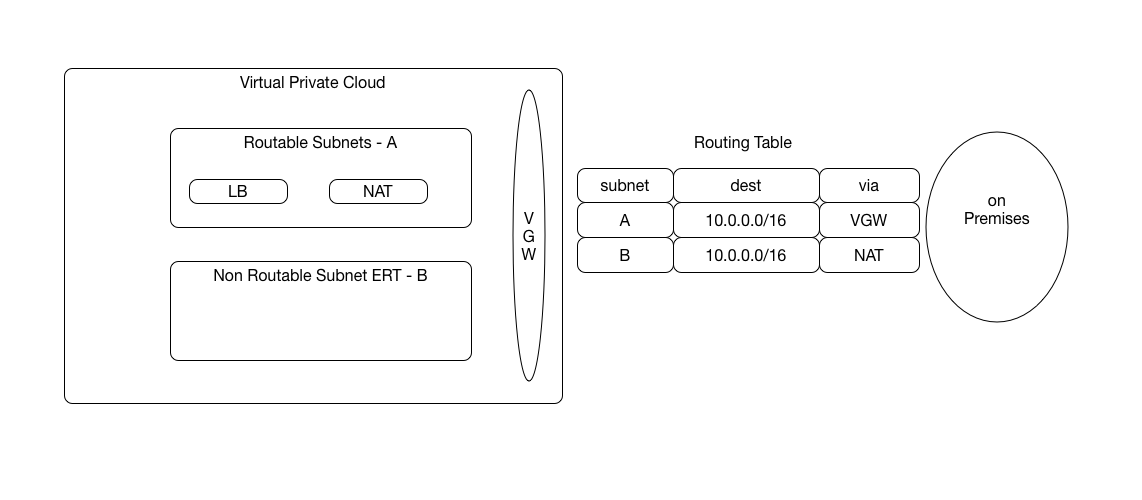 Virtual Private Cloud
Routable Subnets - A
LB NAT
Non Routable Subnet ERT - B
V
G
W
Routing Table
subnet dest via
A 10.0.0.0/16 VGW
B 10.0.0.0/16 NAT
on
Premises